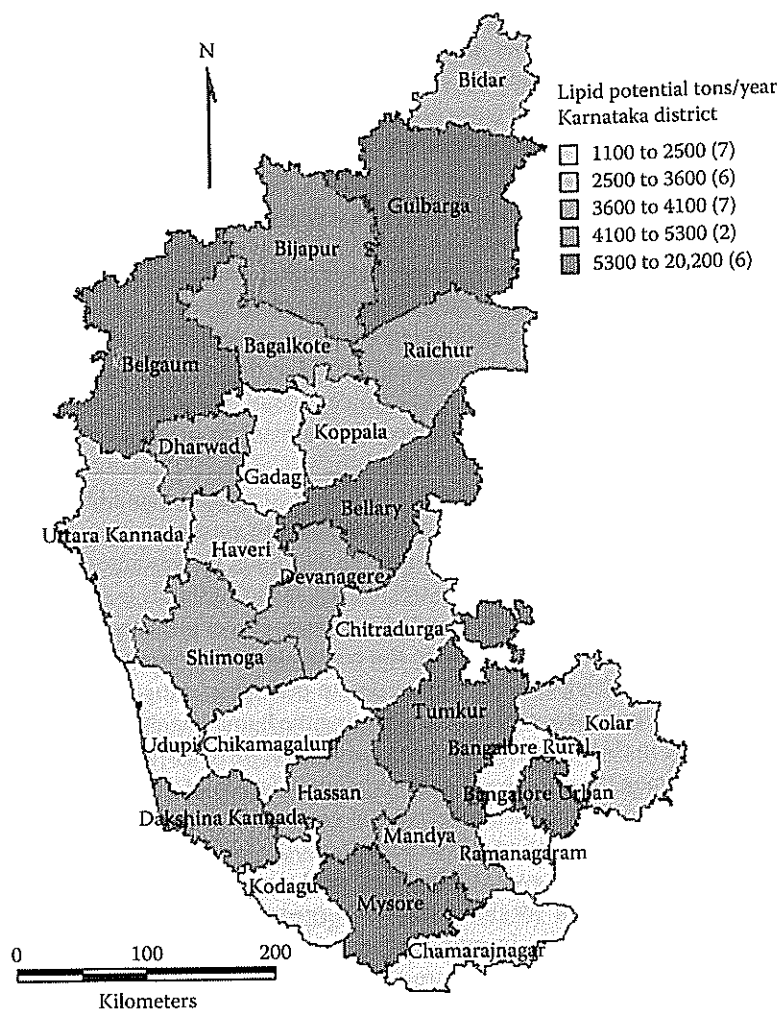 N
Lipid potential tons/year
Karnataka district
1100 to 2500 (7)
2500 to 3600 (6)
3600 to 4100 (7)
4100 to 5300 (2)
5300 to 20,200 (6)
Bidar
Gulbarga
Bijapur
Bagalkote
Raichur
Belgaum
Koppala
Dharwad
Gadag
Bellary
Uttara Kannada
Haveri
Devanagere
Chitradurga
Shimoga
Tumkur
Kolar
Udupi
Chikamagalur
Bangalore Rural
Hassan
Bangalore Urban
Dakshina Kannada
Mandya
Ramanagaram
Kodagu
Mysore
Chamarajnagar
0 100 200
Kilometers